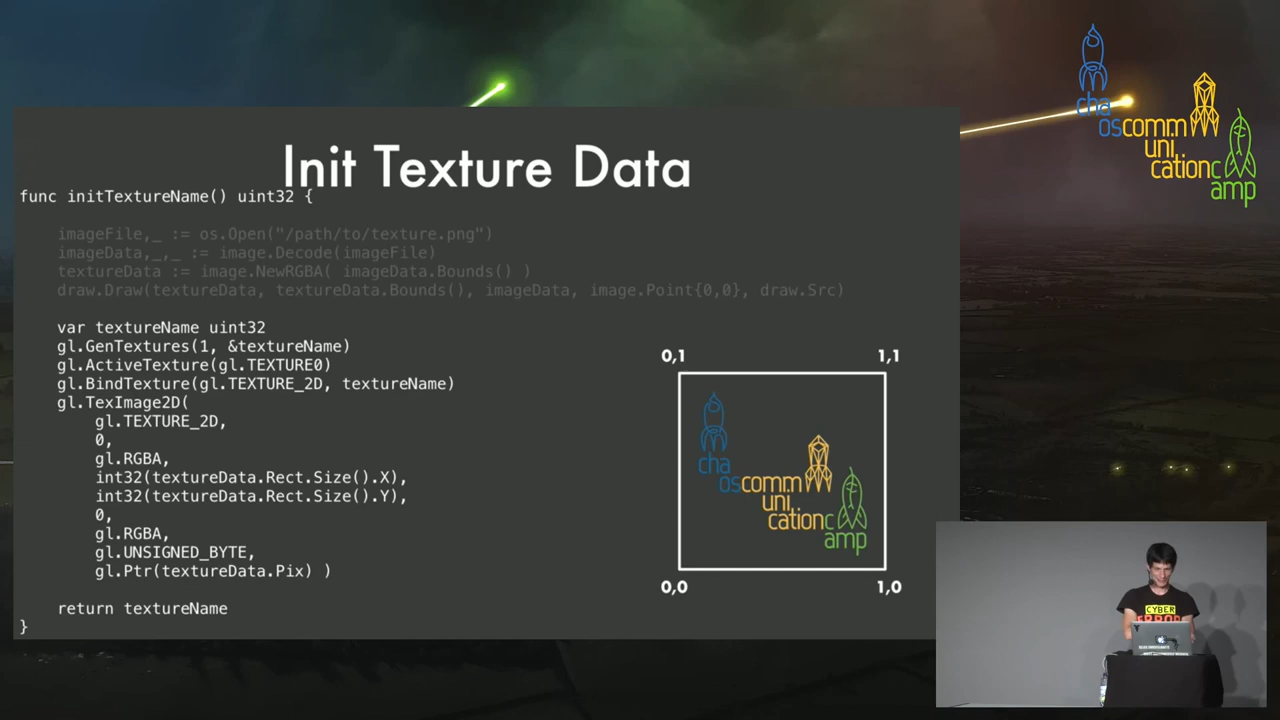 Init Texture Data
func initTextureName() uint32 {
imageFile,_ := os.Open("/path/to/texture.png")
imageData,_,_ := image.Decode(imageFile)
textureData := image.NewRGBA( imageData.Bounds() )
draw.Draw(textureData, textureData.Bounds(), imageData, image.Point{0,0}, draw.Src)
var textureName uint32
gl.GenTextures(1, &textureName)
gl.ActiveTexture(gl.TEXTURE0)
gl.BindTexture(gl.TEXTURE_2D, textureName)
gl.TexImage2D(
gl.TEXTURE_2D,
0,
gl.RGBA,
int32(textureData.Rect.Size().X),
int32(textureData.Rect.Size().Y),
0,
gl.RGBA,
gl.UNSIGNED_BYTE,
gl.Ptr(textureData.Pix) )
return textureName
}
0,1 1,1
cha
oscomm
uni
cationc
amp
0,0 1,0
cha
oscomm
uni
cationc
amp
CYBER
ERROR